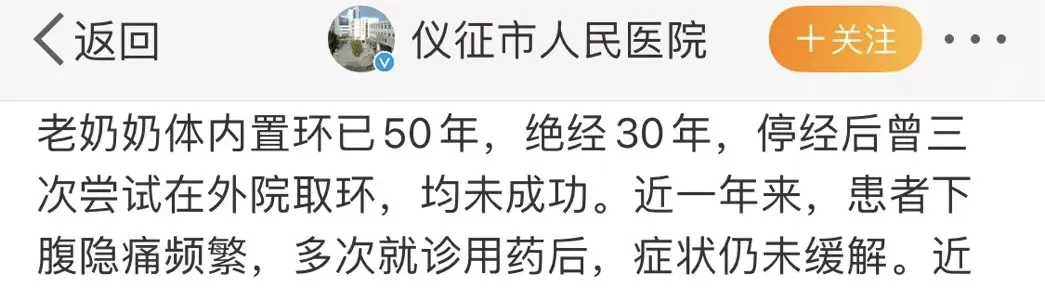 返回 仪征市人民医院 +关注
老奶奶体内置环已50年，绝经30年，停经后曾三
次尝试在外院取环，均未成功。近一年来，患者下
腹隐痛频繁，多次就诊用药后，症状仍未缓解。近